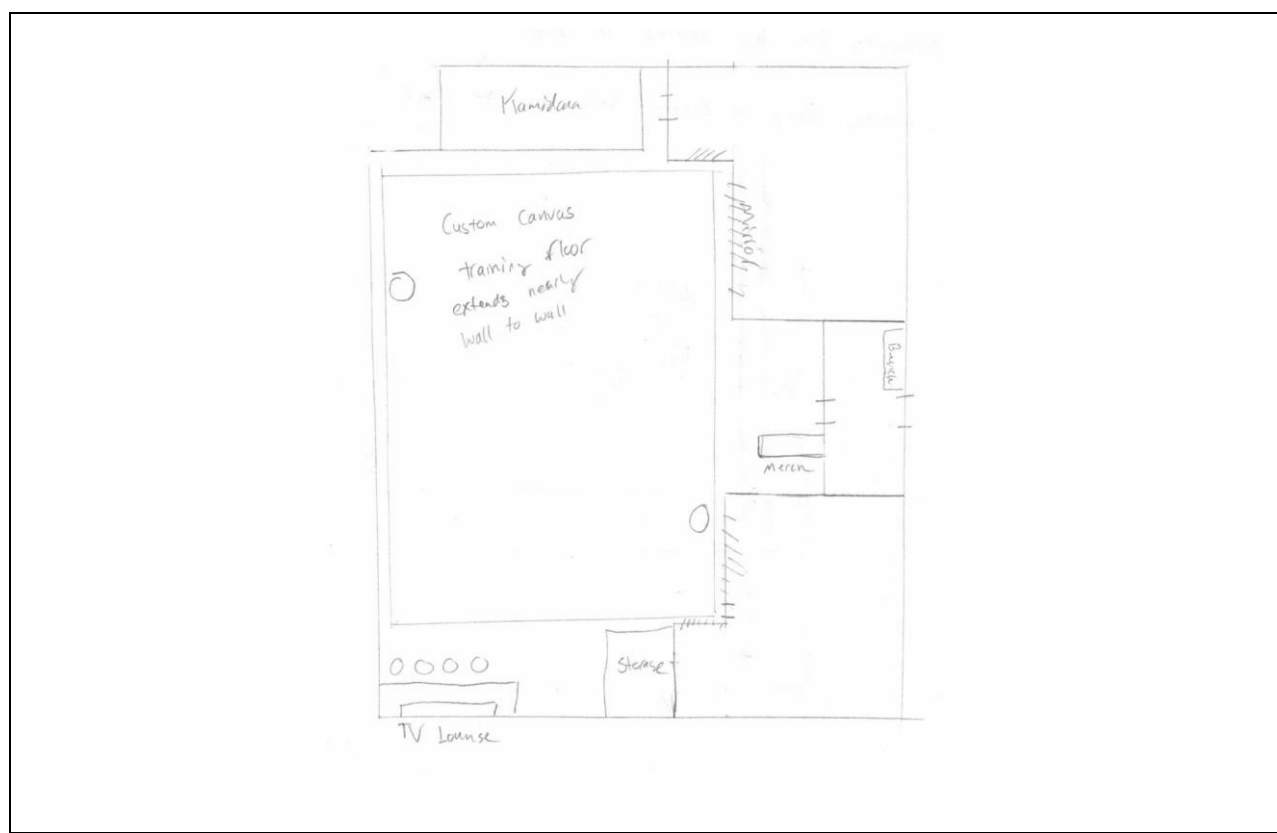 Kamidana
Custom Canvas
training floor
extends nearly
wall to wall
Mirror
Bench
Merch
Storage
TV Lounge